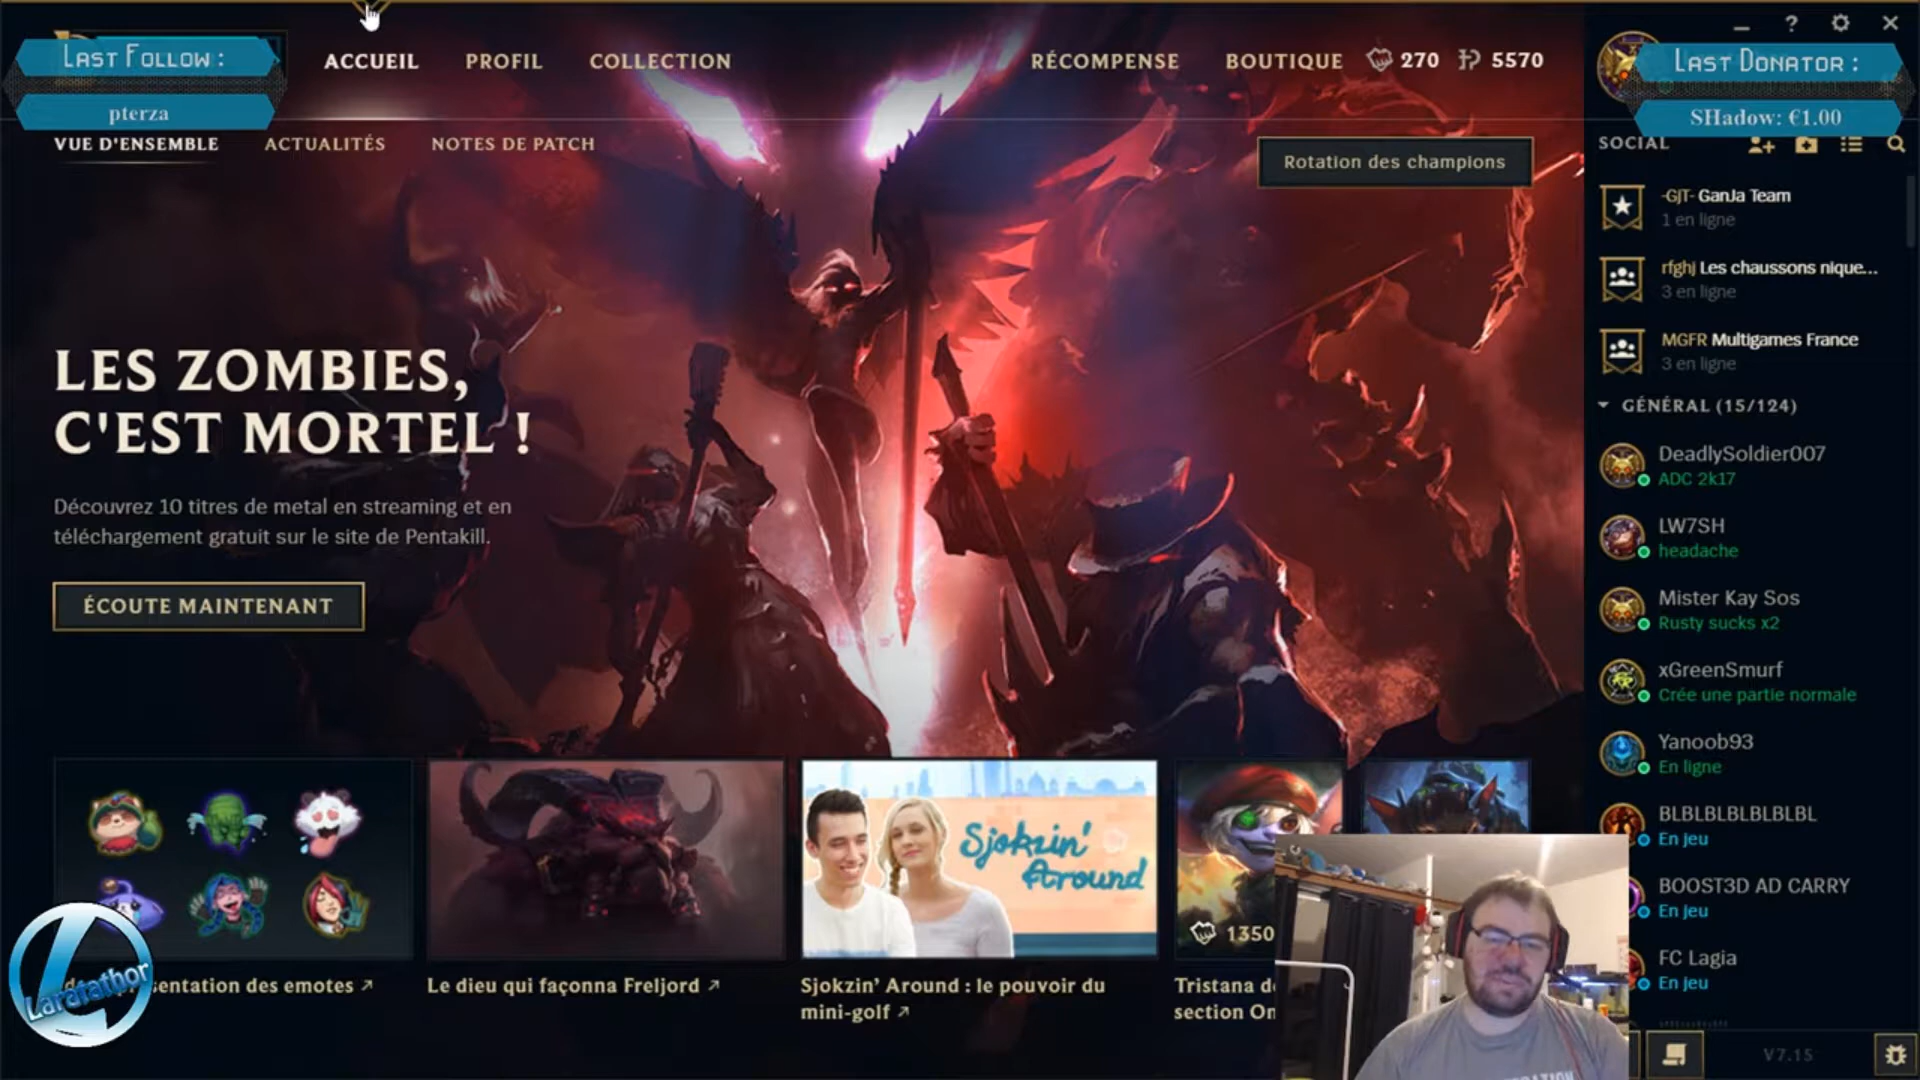 LAST FOLLOW :
pterza
ACCUEIL
PROFIL
COLLECTION
RÉCOMPENSE
BOUTIQUE
270
5570
LAST DONATOR :
SHadow: €1.00
VUE D'ENSEMBLE
ACTUALITÉS
NOTES DE PATCH
Rotation des champions
SOCIAL
-GJT- GanJa Team
1 en ligne
rfghj Les chaussons nique...
3 en ligne
MGFR Multigames France
3 en ligne
GÉNÉRAL (15/124)
DeadlySoldier007
ADC 2k17
LW7SH
headache
Mister Kay Sos
Rusty sucks x2
xGreenSmurf
Crée une partie normale
Yanoob93
En ligne
BLBLBLBLBLBLBL
En jeu
BOOST3D AD CARRY
En jeu
FC Lagia
En jeu
LES ZOMBIES,
C'EST MORTEL !
Découvrez 10 titres de metal en streaming et en
téléchargement gratuit sur le site de Pentakill.
ÉCOUTE MAINTENANT
Sjokzin'
Around
1350
Laratathor
sentation des emotes ↗
Le dieu qui façonna Freljord ↗
Sjokzin' Around : le pouvoir du
mini-golf ↗
Tristana d
section On
V7.15